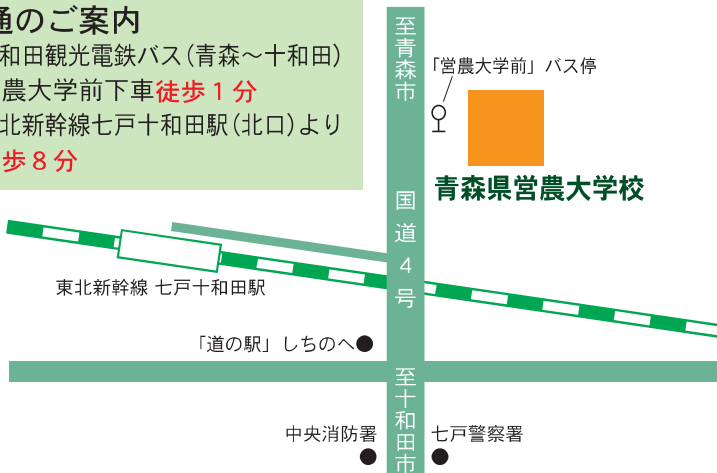 通のご案内
和田観光電鉄バス（青森～十和田）
農大学前下車徒歩1分
北新幹線七戸十和田駅（北口）より
歩8分
至青森市
「営農大学前」バス停
青森県営農大学校
国道4号
東北新幹線 七戸十和田駅
「道の駅」しちのへ
至十和田市
中央消防署
七戸警察署